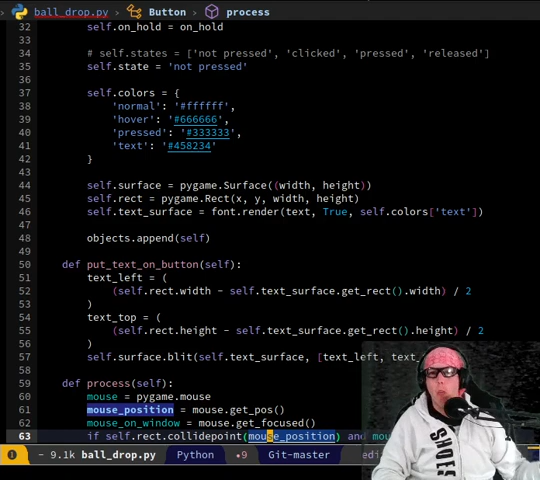 ball_drop.py > Button > process
32 self.on_hold = on_hold
33
34 # self.states = ['not pressed', 'clicked', 'pressed', 'released']
35 self.state = 'not pressed'
36
37 self.colors = {
38 'normal': '#ffffff',
39 'hover': '#666666',
40 'pressed': '#333333',
41 'text': '#458234'
42 }
43
44 self.surface = pygame.Surface((width, height))
45 self.rect = pygame.Rect(x, y, width, height)
46 self.text_surface = font.render(text, True, self.colors['text'])
47
48 objects.append(self)
49
50 def put_text_on_button(self):
51 text_left = (
52 (self.rect.width - self.text_surface.get_rect().width) / 2
53 )
54 text_top = (
55 (self.rect.height - self.text_surface.get_rect().height) / 2
56 )
57 self.surface.blit(self.text_surface, [text_left, text_
58
59 def process(self):
60 mouse = pygame.mouse
61 mouse_position = mouse.get_pos()
62 mouse_on_window = mouse.get_focused()
63 if self.rect.collidepoint(mouse_position) and mou
- 9.1k ball_drop.py Python •9 Git-master edi
SHOES